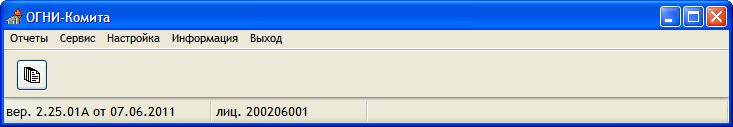 ОГНИ-Комита
Отчеты Сервис Настройка Информация Выход
вер. 2.25.01А от 07.06.2011 лиц. 200206001